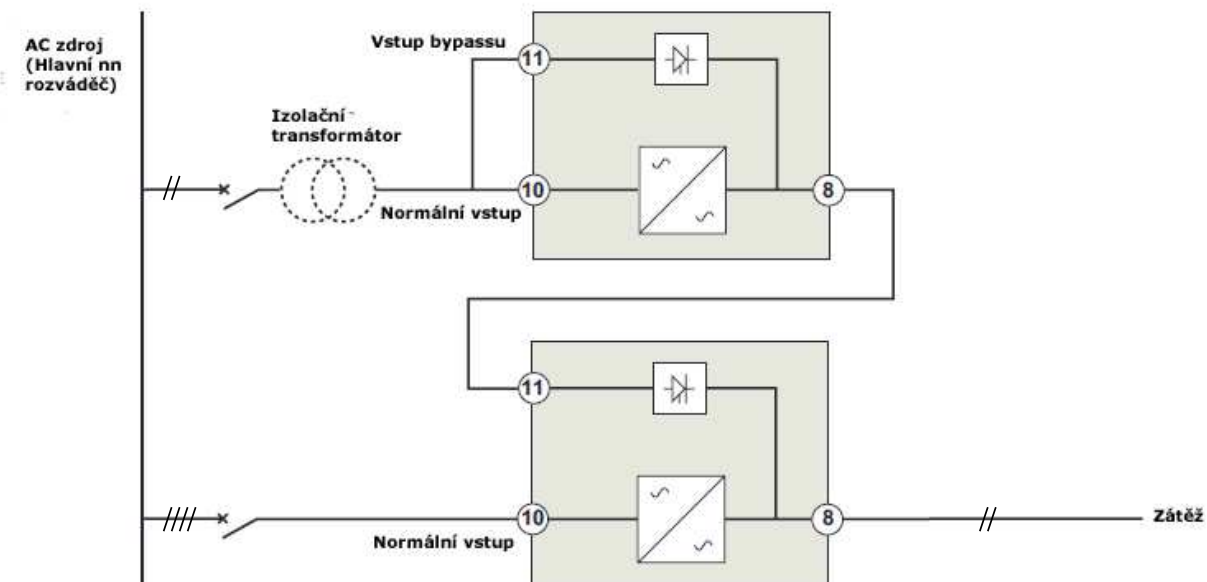 AC zdroj
(Hlavní nn
rozváděč)
Vstup bypassu
11
Izolační
transformátor
10
8
Normální vstup
11
10
8
Zátěž
Normální vstup